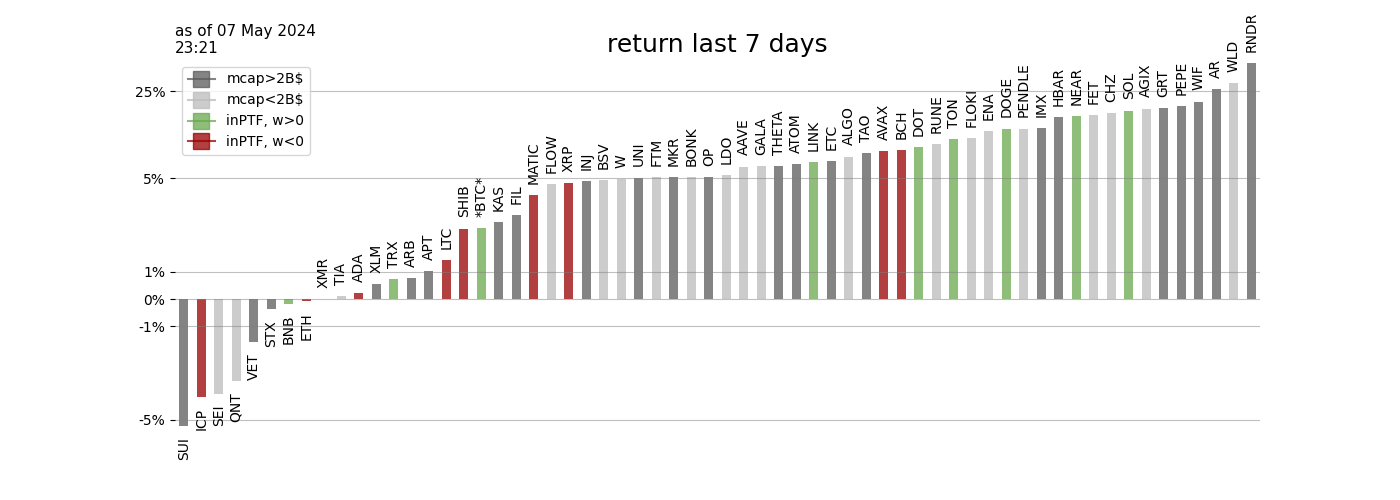 as of 07 May 2024
23:21
return last 7 days
mcap>2B$
mcap<2B$
inPTF, w>0
inPTF, w<0
25%
5%
1%
0%
-1%
-5%
SUI
ICP
SEI
QNT
VET
STX
BNB
ETH
XMR
TIA
ADA
XLM
TRX
ARB
APT
LTC
SHIB
*BTC*
KAS
FIL
MATIC
FLOW
XRP
INJ
BSV
W
UNI
FTM
MKR
BONK
OP
LDO
AAVE
GALA
THETA
ATOM
LINK
ETC
ALGO
TAO
AVAX
BCH
DOT
RUNE
TON
FLOKI
ENA
DOGE
PENDLE
IMX
HBAR
NEAR
FET
CHZ
SOL
AGIX
GRT
PEPE
WIF
AR
WLD
RNDR